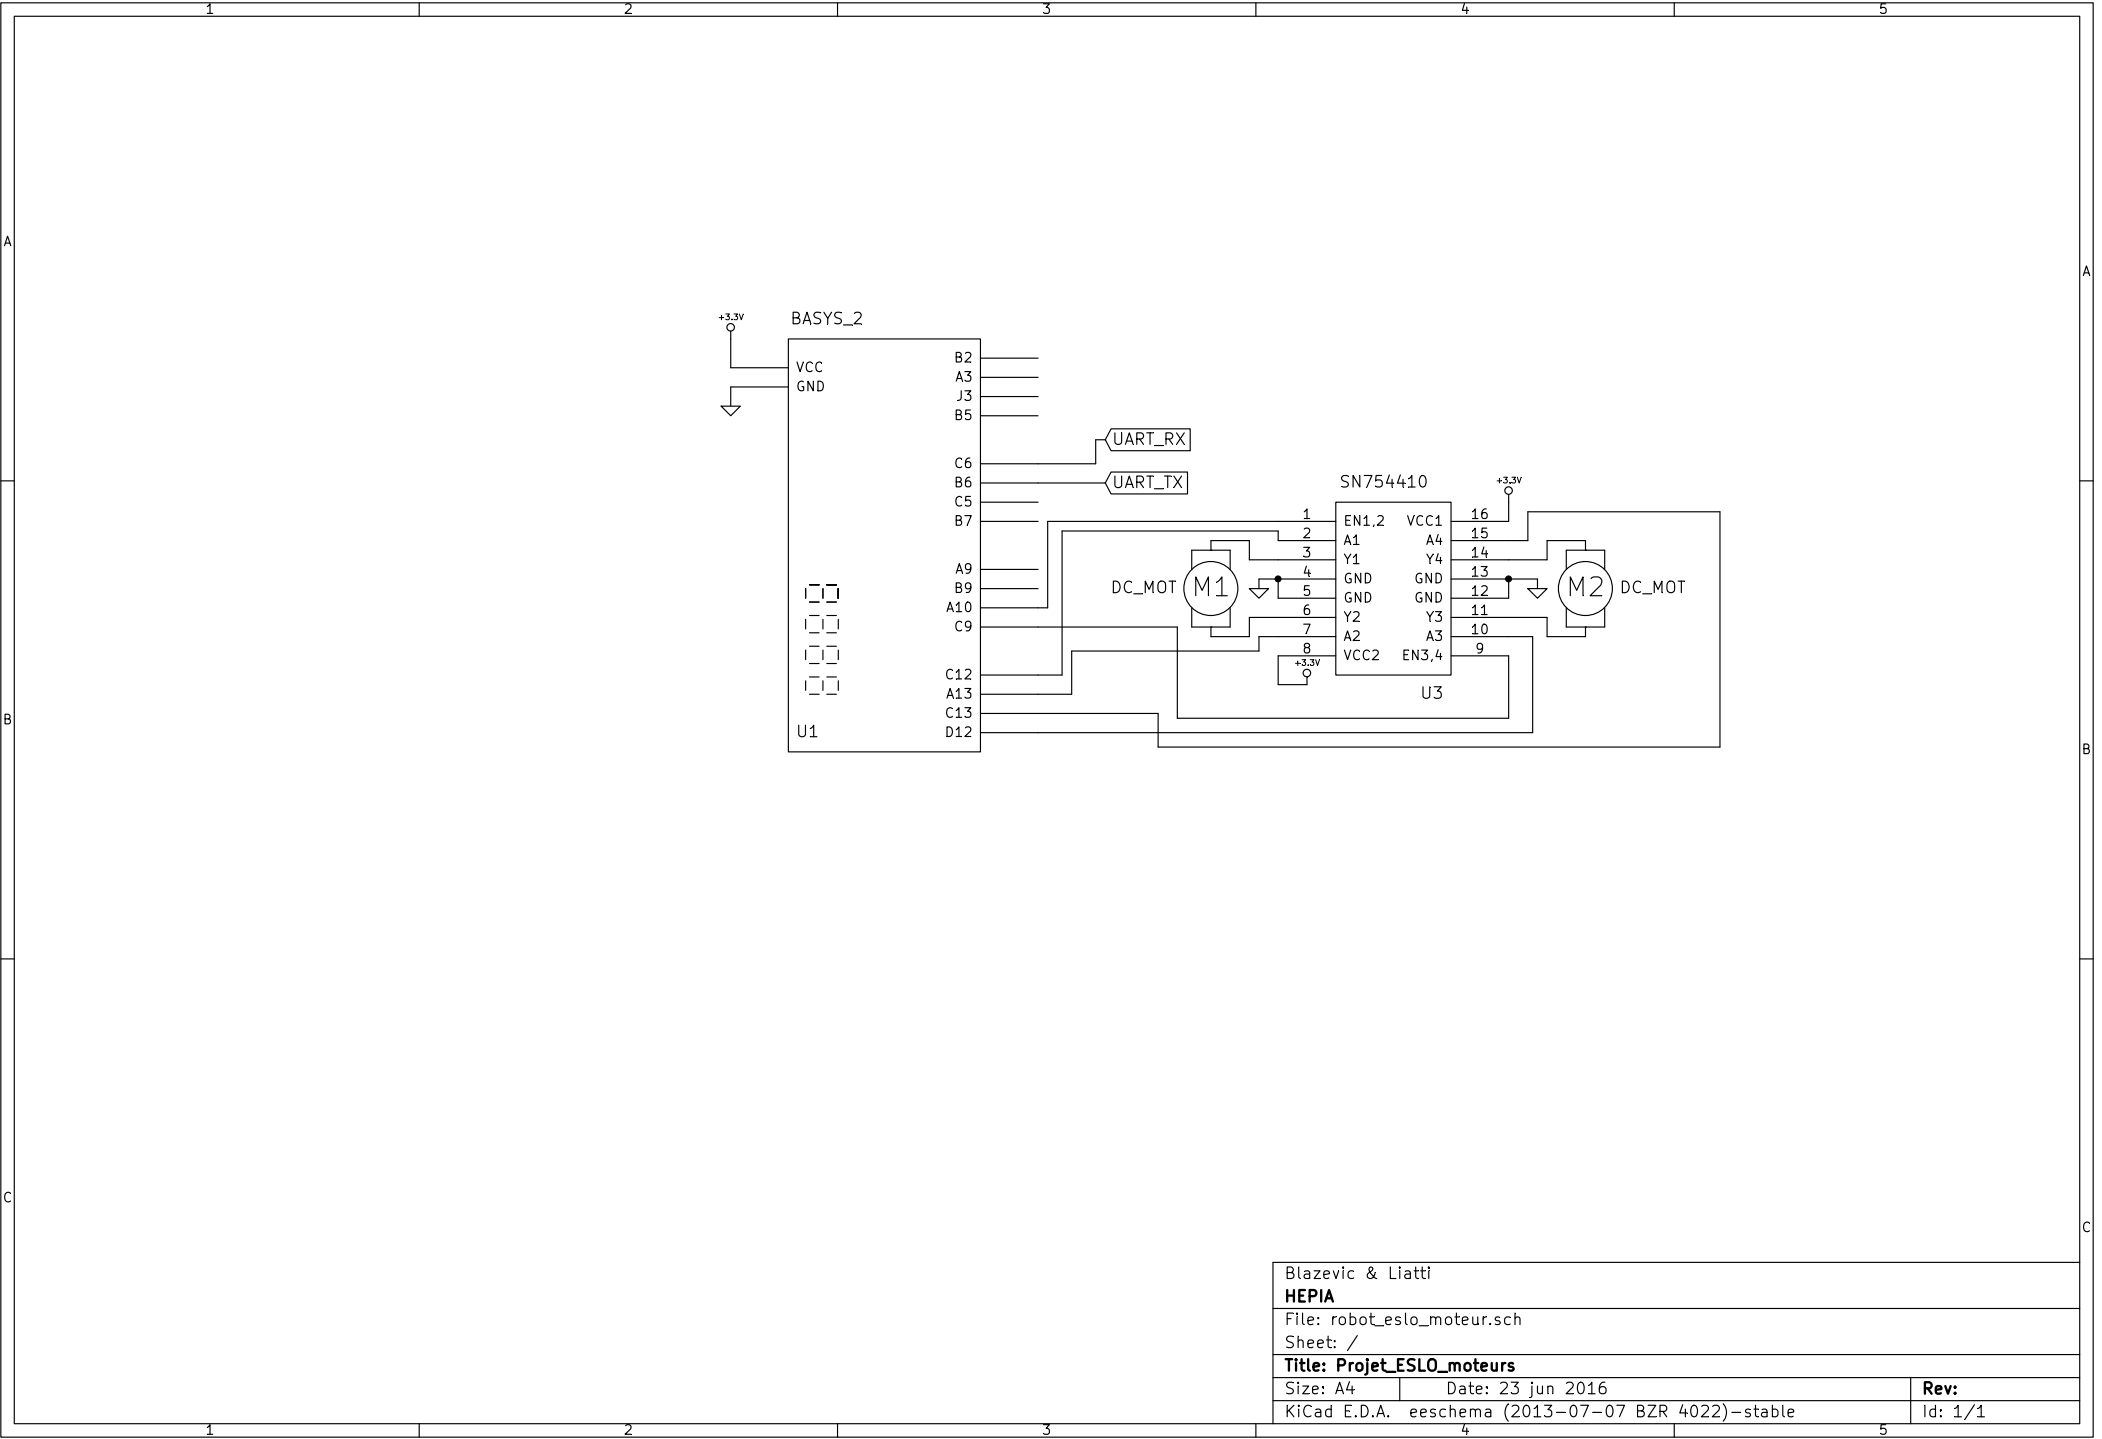 1 2 3 4 5
A
A
B
B
C
C
+3.3V
BASYS_2
VCC
GND
B2
A3
J3
B5
C6
B6
C5
B7
A9
B9
A10
C9
C12
A13
C13
D12
U1
UART_RX
UART_TX
SN754410
+3.3V
1 EN1,2 VCC1 16
2 A1 A4 15
3 Y1 Y4 14
4 GND GND 13
5 GND GND 12
6 Y2 Y3 11
7 A2 A3 10
8 VCC2 EN3,4 9
+3.3V
U3
DC_MOT M1
M2 DC_MOT
Blazevic & Liatti
HEPIA
File: robot_eslo_moteur.sch
Sheet: /
Title: Projet_ESLO_moteurs
Size: A4 Date: 23 jun 2016 Rev:
KiCad E.D.A. eeschema (2013-07-07 BZR 4022)-stable Id: 1/1
1 2 3 4 5